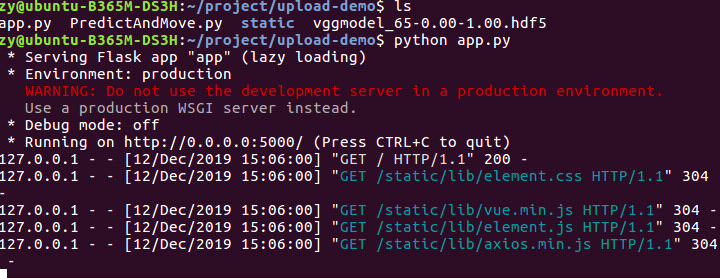 zy@ubuntu-B365M-DS3H:~/project/upload-demo$ ls
app.py  PredictAndMove.py  static  vggmodel_65-0.00-1.00.hdf5
zy@ubuntu-B365M-DS3H:~/project/upload-demo$ python app.py
 * Serving Flask app "app" (lazy loading)
 * Environment: production
   WARNING: Do not use the development server in a production environment.
   Use a production WSGI server instead.
 * Debug mode: off
 * Running on http://0.0.0.0:5000/ (Press CTRL+C to quit)
127.0.0.1 - - [12/Dec/2019 15:06:00] "GET / HTTP/1.1" 200 -
127.0.0.1 - - [12/Dec/2019 15:06:00] "GET /static/lib/element.css HTTP/1.1" 304
-
127.0.0.1 - - [12/Dec/2019 15:06:00] "GET /static/lib/vue.min.js HTTP/1.1" 304 -
127.0.0.1 - - [12/Dec/2019 15:06:00] "GET /static/lib/element.js HTTP/1.1" 304 -
127.0.0.1 - - [12/Dec/2019 15:06:00] "GET /static/lib/axios.min.js HTTP/1.1" 304
 -